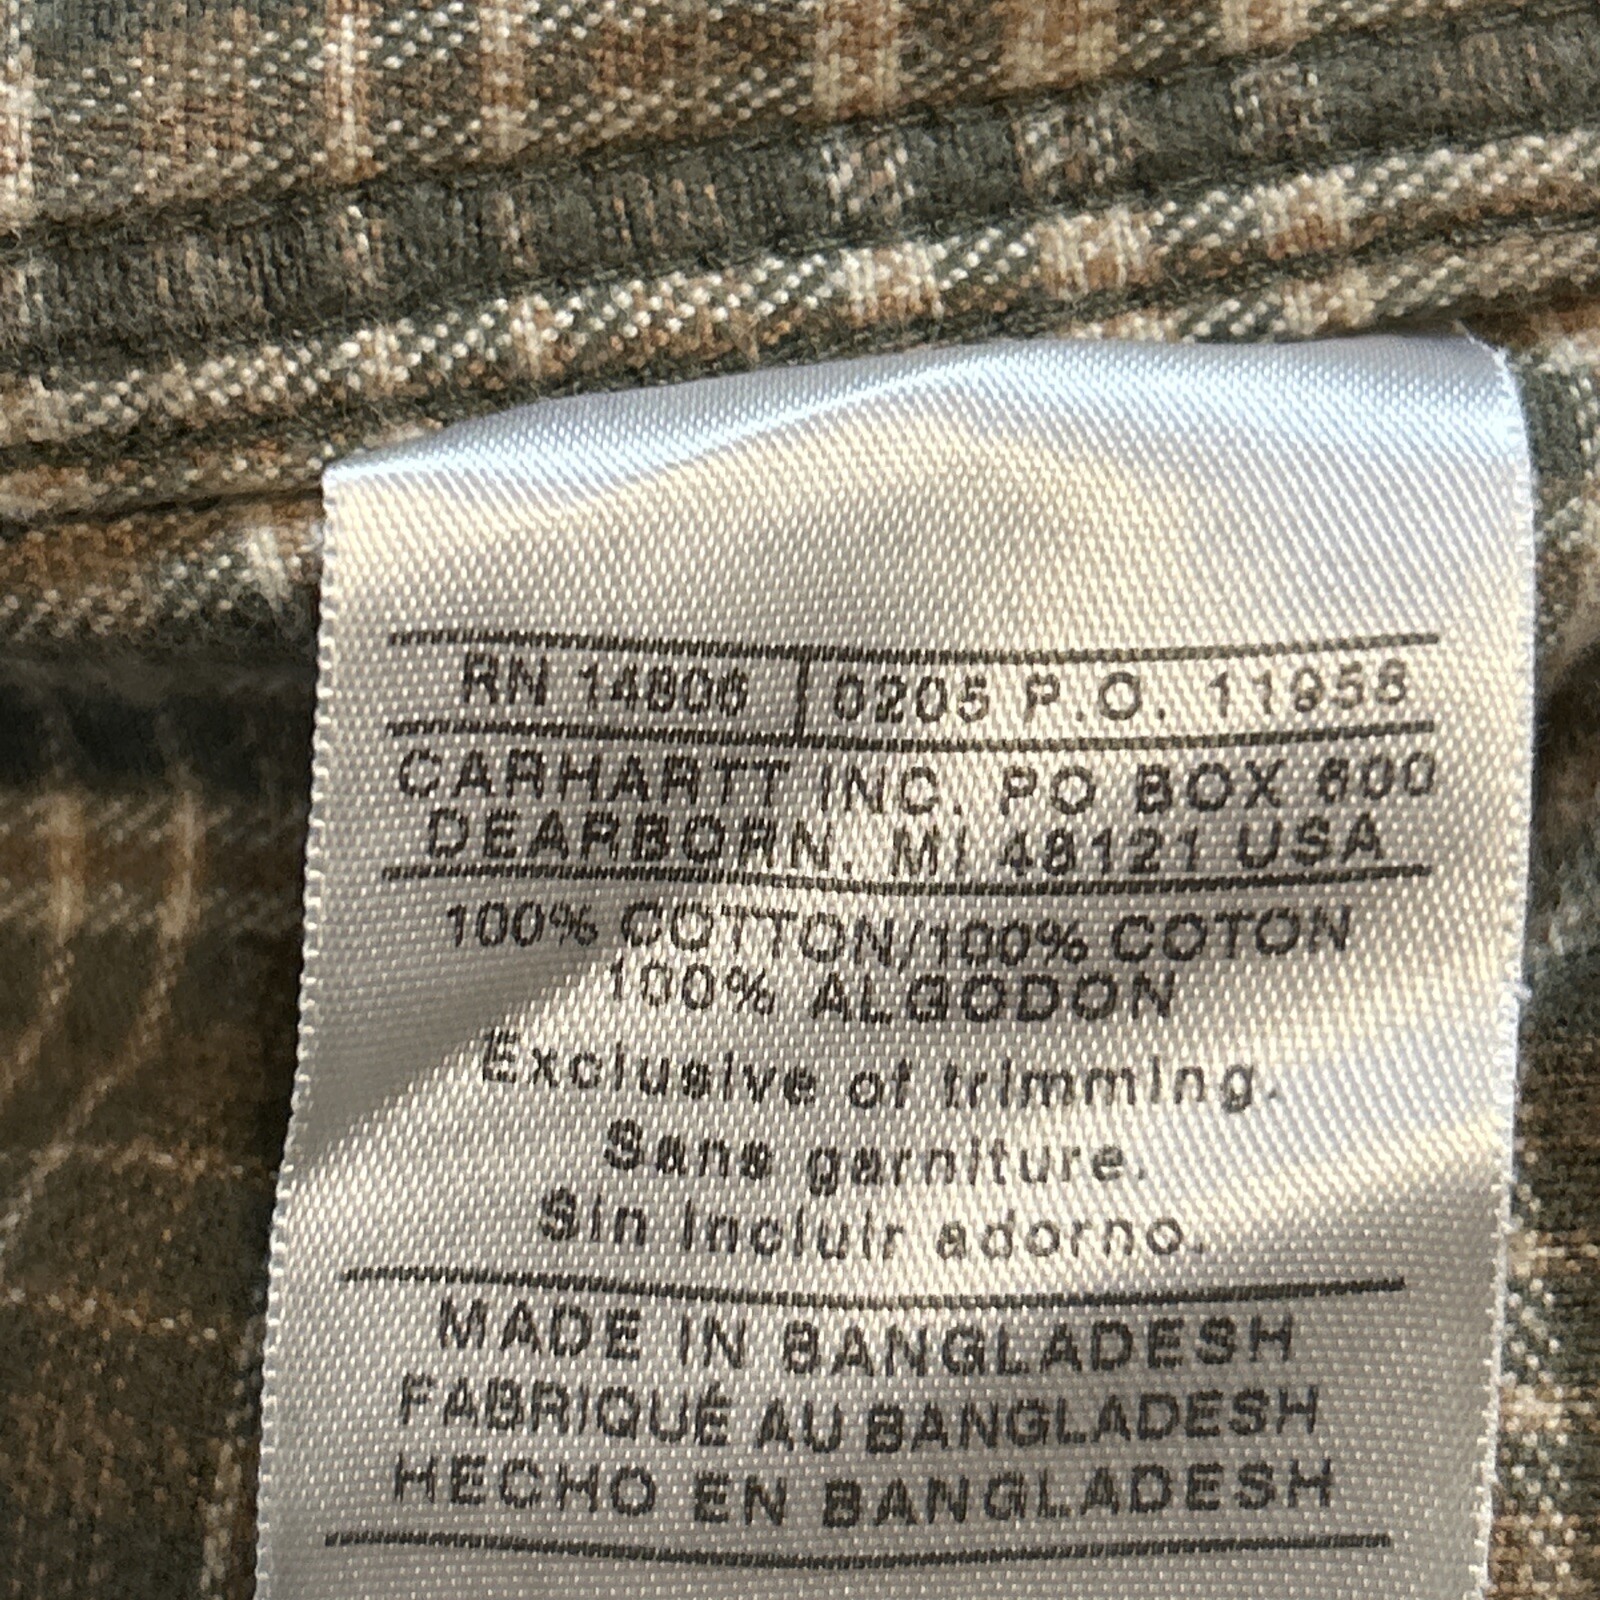 RN 14806 0205 P.O. 11958
CARHARTT INC. PO BOX 600
DEARBORN, MI 48121 USA
100% COTTON/100% COTON
100% ALGODON
Exclusive of trimming.
Sans garniture.
Sin incluir adorno.
MADE IN BANGLADESH
FABRIQUÉ AU BANGLADESH
HECHO EN BANGLADESH